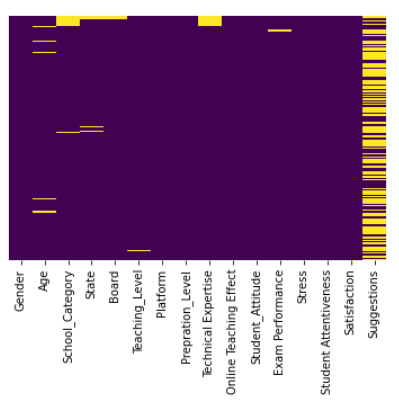 Gender
Age
School_Category
State
Board
Teaching_Level
Platform
Prepration_Level
Technical Expertise
Online Teaching Effect
Student_Attitude
Exam Performance
Stress
Student Attentiveness
Satisfaction
Suggestions